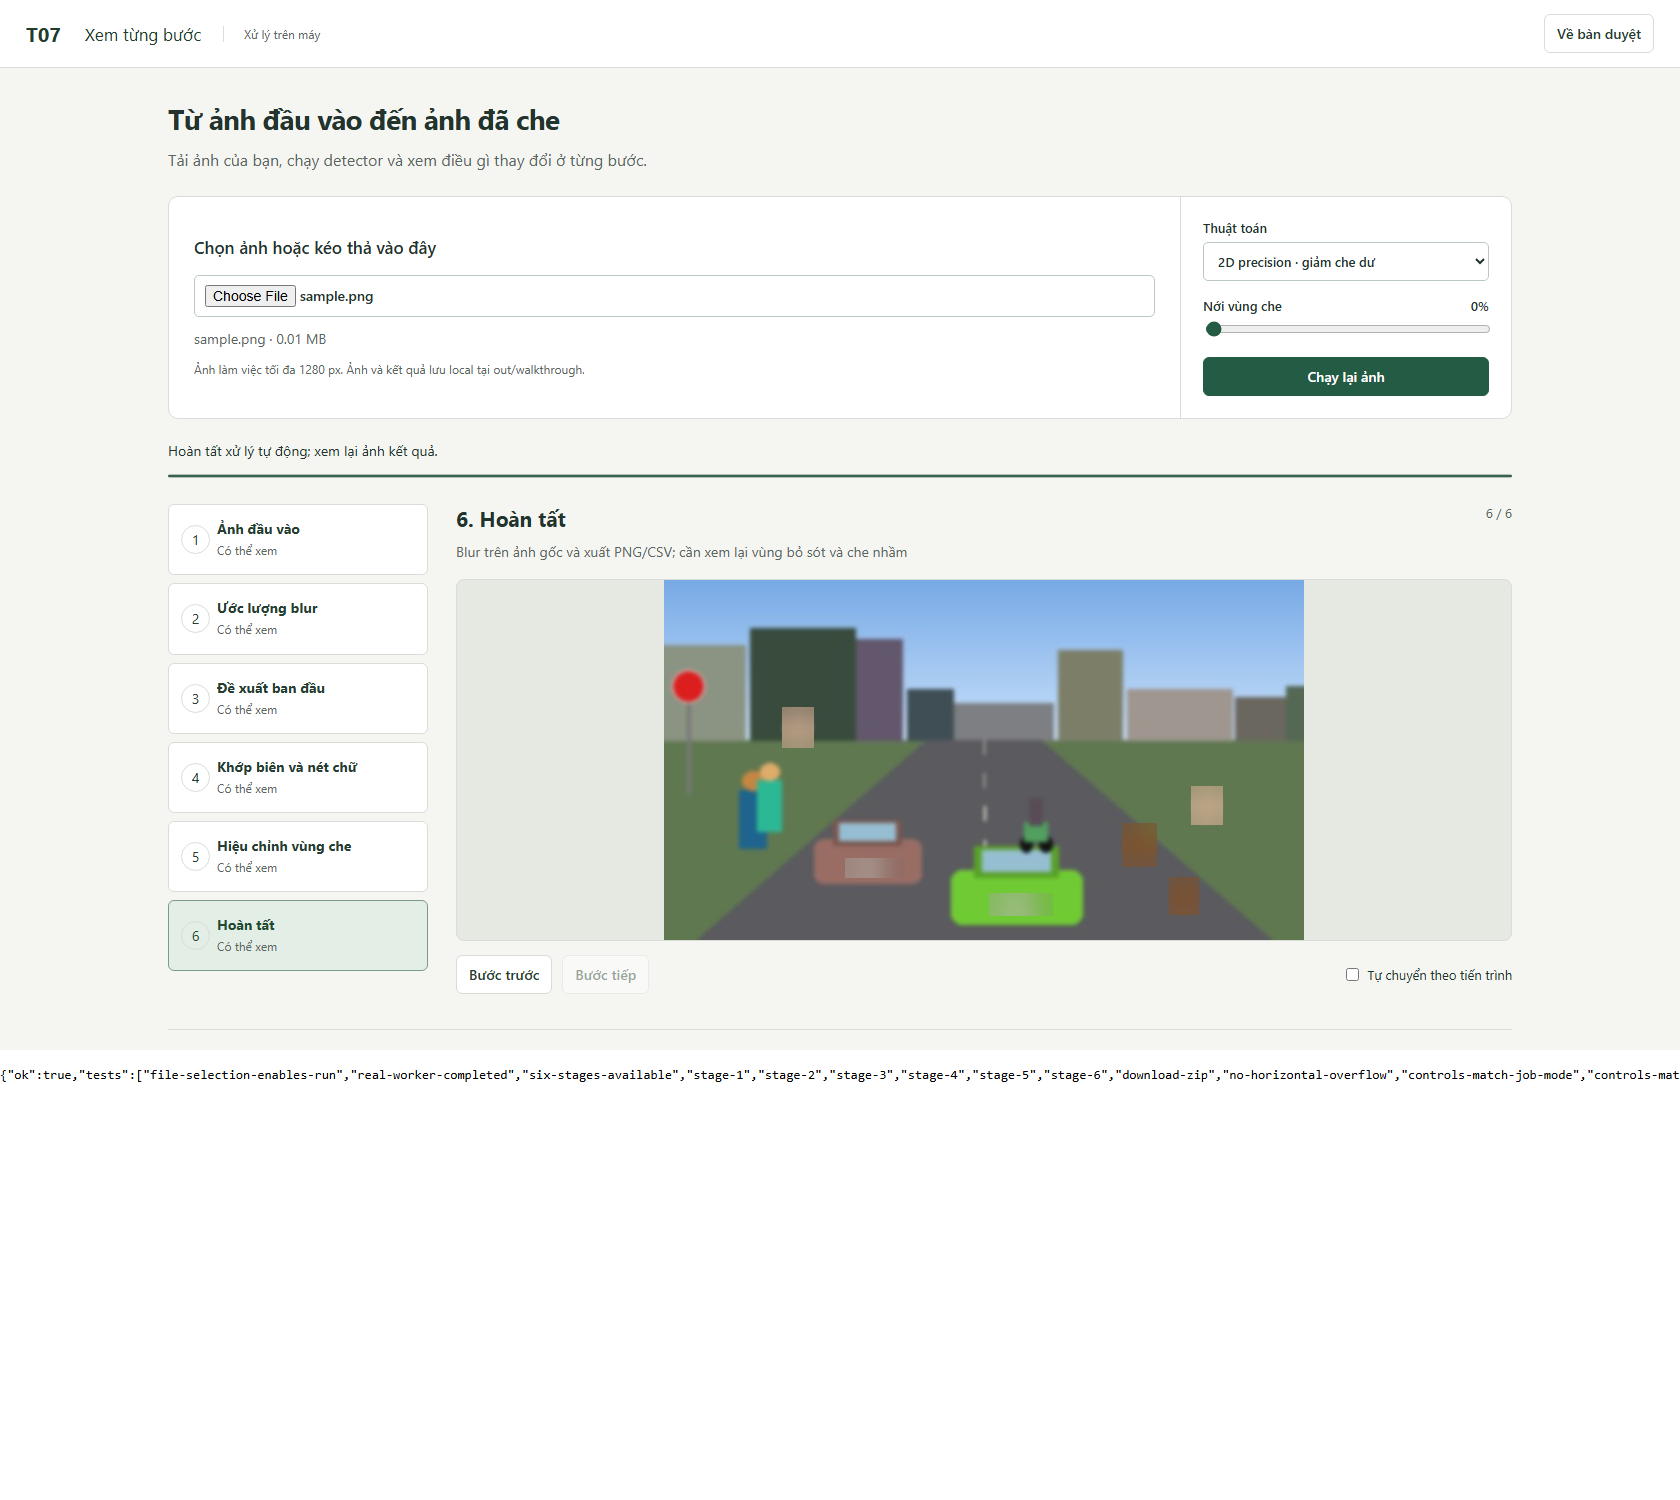 T07 Xem từng bước Xử lý trên máy Về bàn duyệt
Từ ảnh đầu vào đến ảnh đã che
Tải ảnh của bạn, chạy detector và xem điều gì thay đổi ở từng bước.
Chọn ảnh hoặc kéo thả vào đây
Choose File sample.png
sample.png · 0.01 MB
Ảnh làm việc tối đa 1280 px. Ảnh và kết quả lưu local tại out/walkthrough.
Thuật toán
2D precision · giảm che dư
Nới vùng che 0%
Chạy lại ảnh
Hoàn tất xử lý tự động; xem lại ảnh kết quả.
1 Ảnh đầu vào
Có thể xem
2 Ước lượng blur
Có thể xem
3 Đề xuất ban đầu
Có thể xem
4 Khớp biên và nét chữ
Có thể xem
5 Hiệu chỉnh vùng che
Có thể xem
6 Hoàn tất
Có thể xem
6. Hoàn tất 6 / 6
Blur trên ảnh gốc và xuất PNG/CSV; cần xem lại vùng bỏ sót và che nhầm
Bước trước Bước tiếp Tự chuyển theo tiến trình
{"ok":true,"tests":["file-selection-enables-run","real-worker-completed","six-stages-available","stage-1","stage-2","stage-3","stage-4","stage-5","stage-6","download-zip","no-horizontal-overflow","controls-match-job-mode","controls-mat